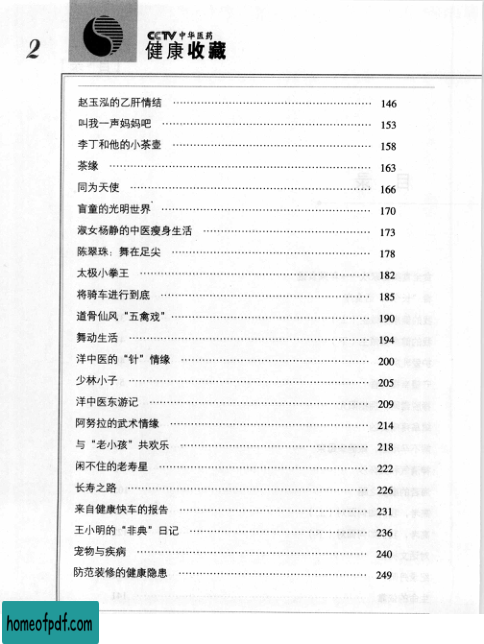 2
CCTV 中华医药
健康收藏
赵玉泓的乙肝情结 146
叫我一声妈妈吧 153
李丁和他的小茶壶 158
茶缘 163
同为天使 166
盲童的光明世界 170
淑女杨静的中医瘦身生活 173
陈翠珠：舞在足尖 178
太极小拳王 182
将骑车进行到底 185
道骨仙风“五禽戏” 190
舞动生活 194
洋中医的“针”情缘 200
少林小子 205
洋中医东游记 209
阿努拉的武术情缘 214
与“老小孩”共欢乐 218
闲不住的老寿星 222
长寿之路 226
来自健康快车的报告 231
王小明的“非典”日记 236
宠物与疾病 240
防范装修的健康隐患 249
homeofpdf.com